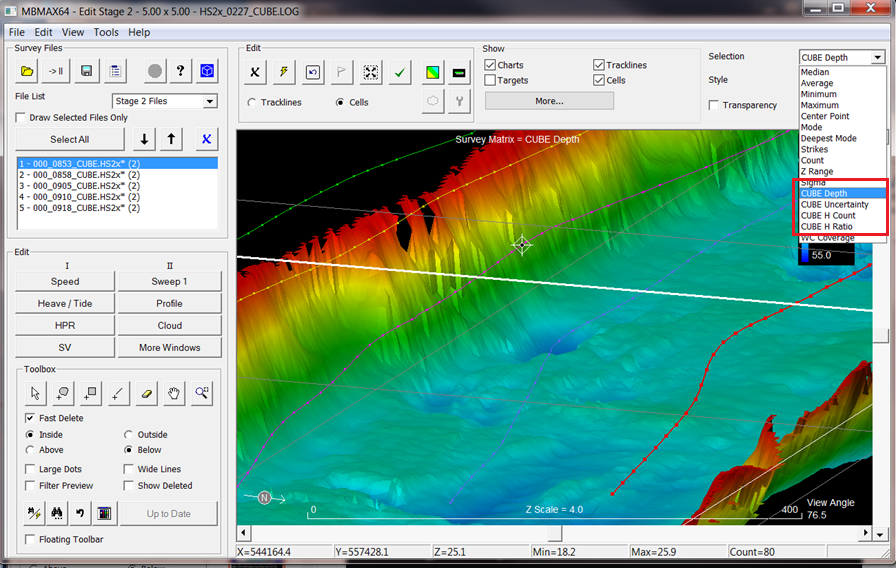 MBMAX64 - Edit Stage 2 - 5.00 x 5.00 - HS2x_0227_CUBE.LOG
File Edit View Tools Help
Survey Files
-> II
?
File List
Stage 2 Files
Draw Selected Files Only
Select All
X
1 - 000_0853_CUBE.HS2x* (2)
2 - 000_0858_CUBE.HS2x* (2)
3 - 000_0905_CUBE.HS2x* (2)
4 - 000_0910_CUBE.HS2x* (2)
5 - 000_0918_CUBE.HS2x* (2)
Edit
I II
Speed Sweep 1
Heave / Tide Profile
HPR Cloud
SV More Windows
Toolbox
Fast Delete
Inside Outside
Above Below
Large Dots Wide Lines
Filter Preview Show Deleted
Up to Date
Floating Toolbar
Edit
X
Tracklines Cells
Show
Charts Tracklines
Targets Cells
More...
Selection CUBE Depth
Style
Transparency
Median
Average
Minimum
Maximum
Center Point
Mode
Deepest Mode
Strikes
Count
Z Range
Sigma
CUBE Depth
CUBE Uncertainty
CUBE H Count
CUBE H Ratio
WC Coverage
55.0
Survey Matrix = CUBE Depth
N
0 Z Scale = 4.0 400
View Angle
76.5
X=544164.4 Y=557428.1 Z=25.1 Min=18.2 Max=25.9 Count=80